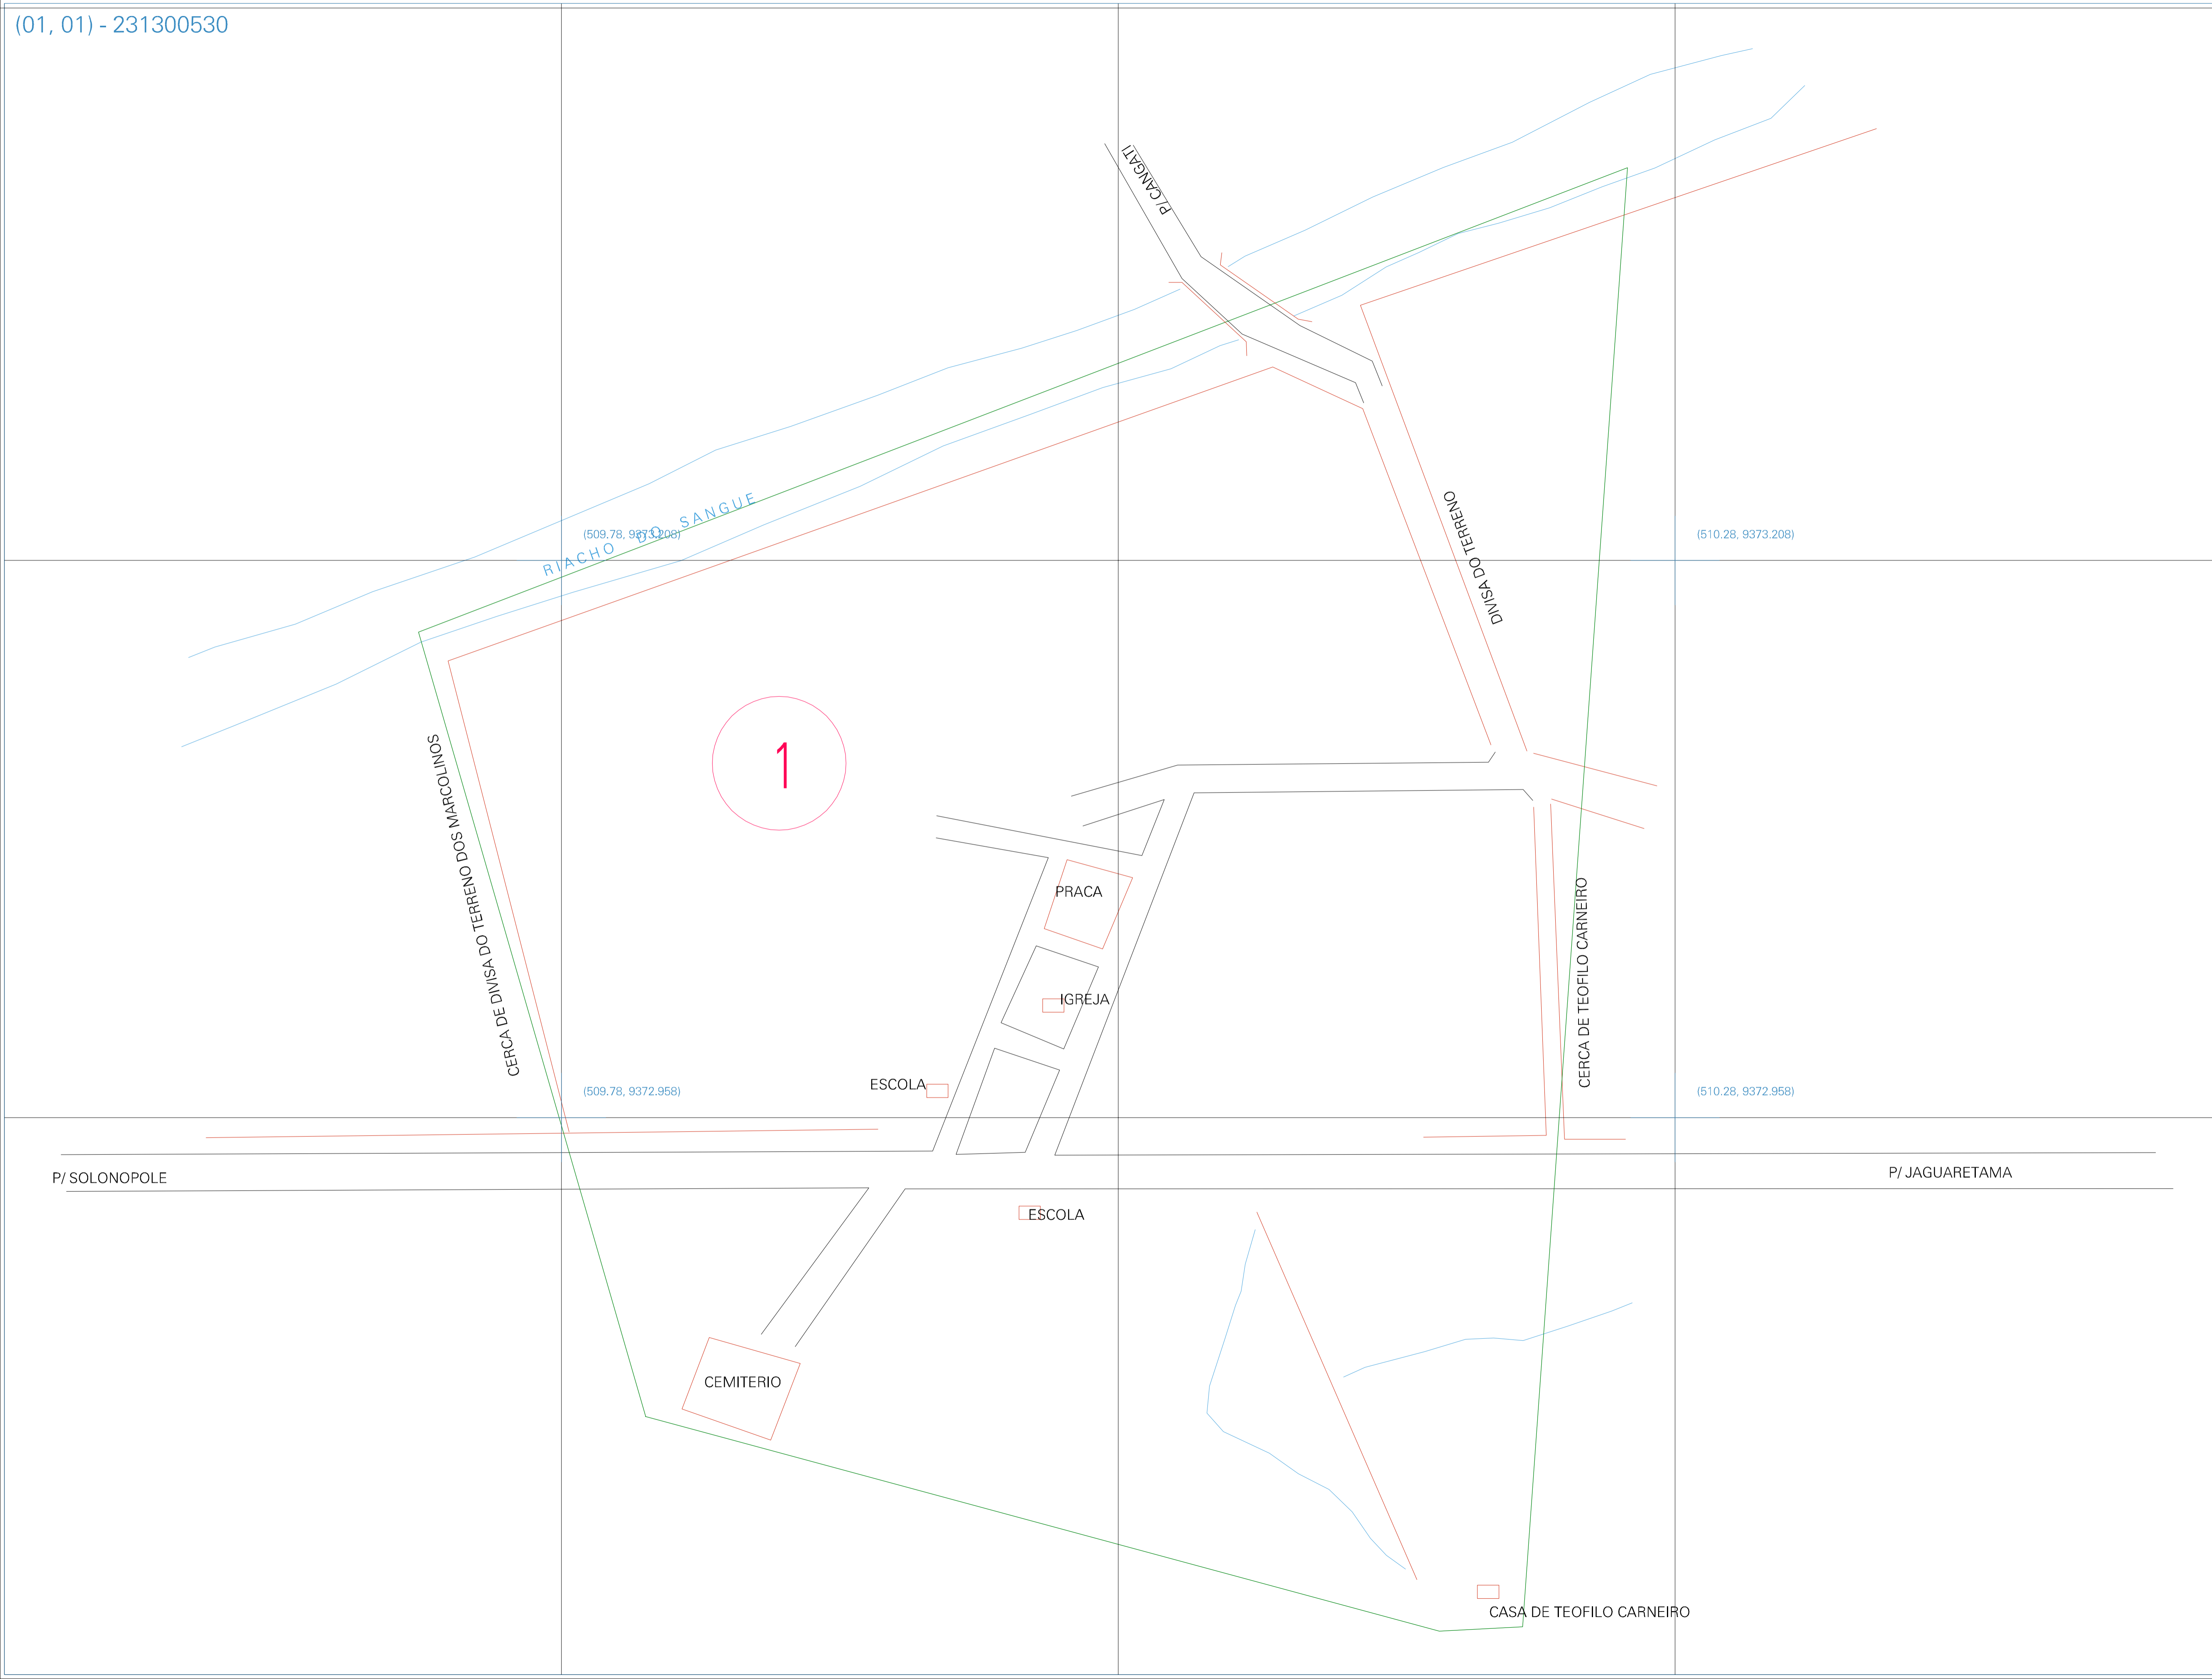 (01, 01) - 231300530
P/ CANGATI
RIACHO DO SANGUE
(509.78, 9373.208)
(510.28, 9373.208)
DIVISA DO TERRENO
1
CERCA DE DIVISA DO TERRENO DOS MARCOLINOS
PRACA
CERCA DE TEOFILO CARNEIRO
IGREJA
ESCOLA
(509.78, 9372.958)
(510.28, 9372.958)
P/ SOLONOPOLE
P/ JAGUARETAMA
ESCOLA
CEMITERIO
CASA DE TEOFILO CARNEIRO